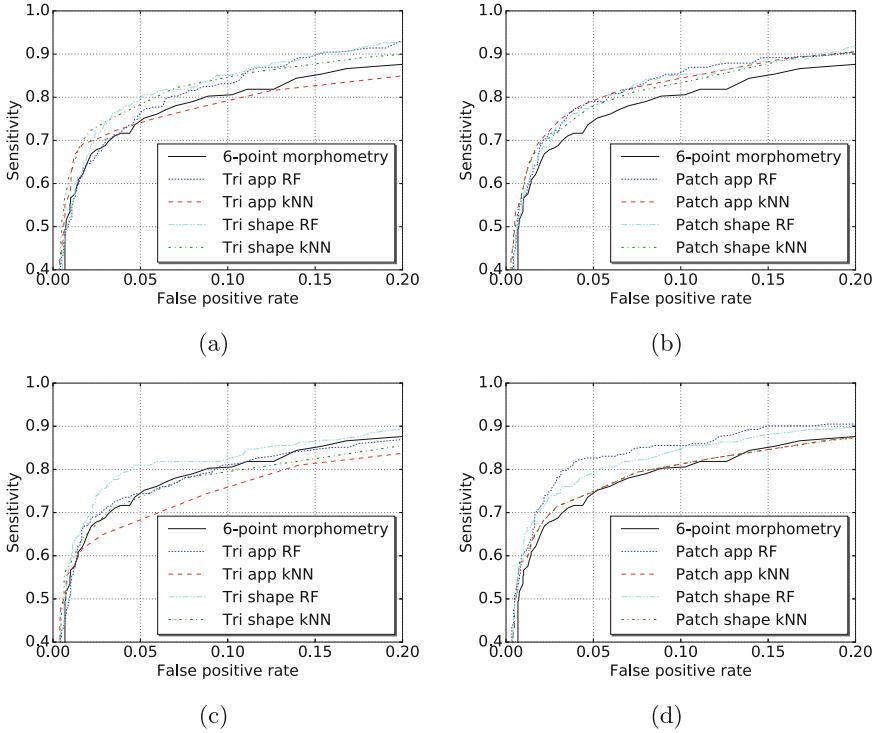 1.0
0.9
0.8
0.7
0.6
0.5
0.4
Sensitivity
6-point morphometry
Tri app RF
Tri app kNN
Tri shape RF
Tri shape kNN
0.00 0.05 0.10 0.15 0.20
False positive rate
(a)
1.0
0.9
0.8
0.7
0.6
0.5
0.4
Sensitivity
6-point morphometry
Patch app RF
Patch app kNN
Patch shape RF
Patch shape kNN
0.00 0.05 0.10 0.15 0.20
False positive rate
(b)
1.0
0.9
0.8
0.7
0.6
0.5
0.4
Sensitivity
6-point morphometry
Tri app RF
Tri app kNN
Tri shape RF
Tri shape kNN
0.00 0.05 0.10 0.15 0.20
False positive rate
(c)
1.0
0.9
0.8
0.7
0.6
0.5
0.4
Sensitivity
6-point morphometry
Patch app RF
Patch app kNN
Patch shape RF
Patch shape kNN
0.00 0.05 0.10 0.15 0.20
False positive rate
(d)